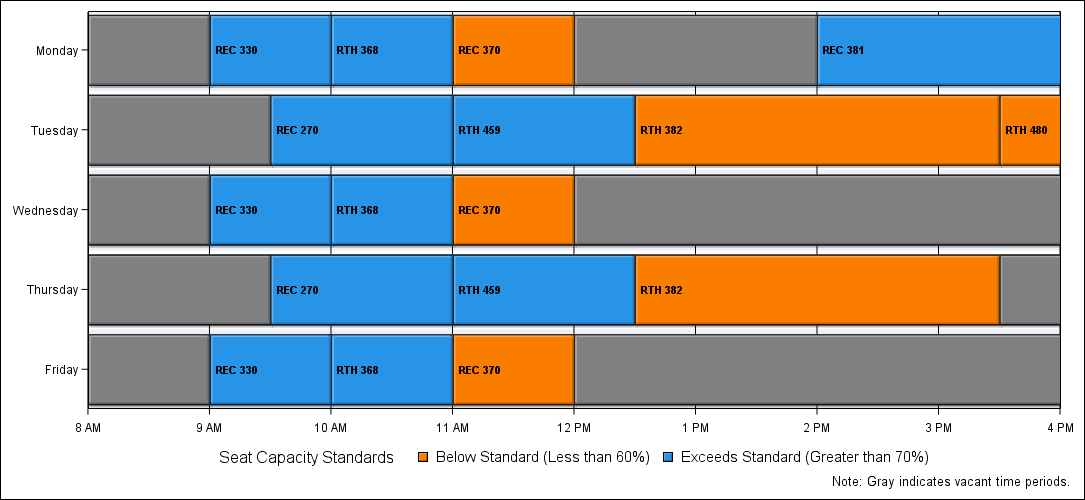 Monday REC 330 RTH 368 REC 370 REC 381
Tuesday REC 270 RTH 459 RTH 382 RTH 480
Wednesday REC 330 RTH 368 REC 370
Thursday REC 270 RTH 459 RTH 382
Friday REC 330 RTH 368 REC 370
8 AM 9 AM 10 AM 11 AM 12 PM 1 PM 2 PM 3 PM 4 PM
Seat Capacity Standards Below Standard (Less than 60%) Exceeds Standard (Greater than 70%)
Note: Gray indicates vacant time periods.